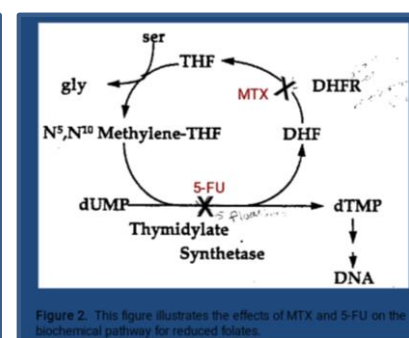 ser
THF
gly
MTX
DHFR
N⁵,N¹⁰ Methylene-THF
DHF
5-FU
dUMP
dTMP
Thymidylate
Synthetase
DNA
Figure 2. This figure illustrates the effects of MTX and 5-FU on the
biochemical pathway for reduced folates.